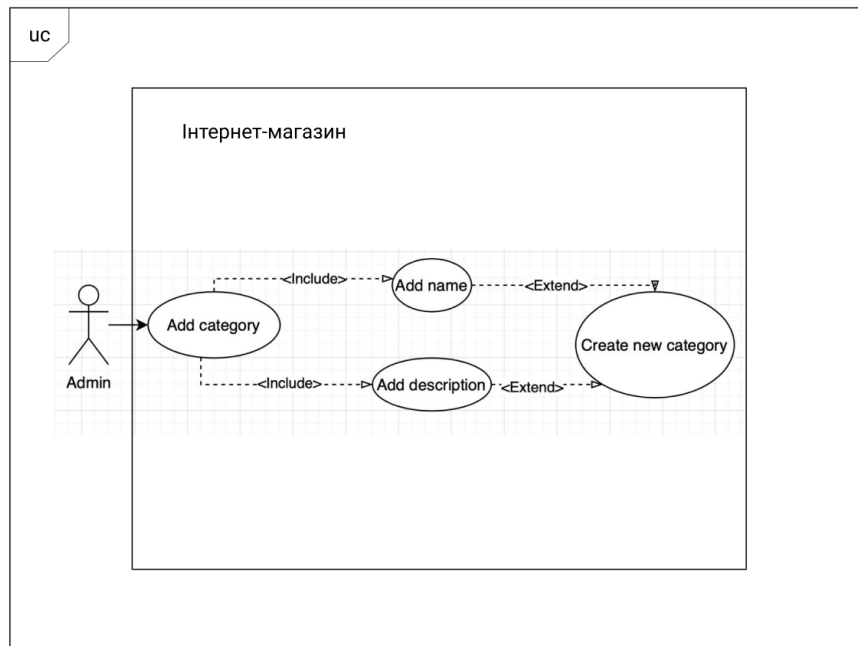 uc
Інтернет-магазин
<Include>
Add name
<Extend>
Add category
Create new category
Admin
<Include>
Add description
<Extend>